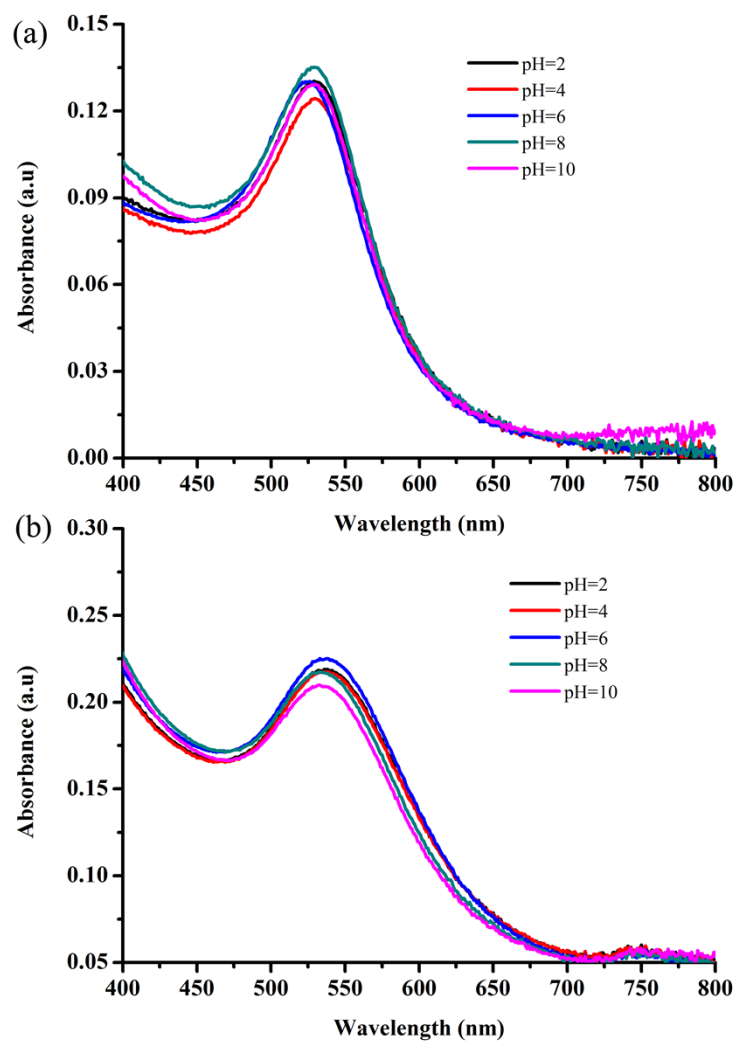 (a)
0.15
0.12
0.09
0.06
0.03
0.00
Absorbance (a.u)
pH=2
pH=4
pH=6
pH=8
pH=10
400 450 500 550 600 650 700 750 800
Wavelength (nm)
(b)
0.30
0.25
0.20
0.15
0.10
0.05
Absorbance (a.u)
pH=2
pH=4
pH=6
pH=8
pH=10
400 450 500 550 600 650 700 750 800
Wavelength (nm)